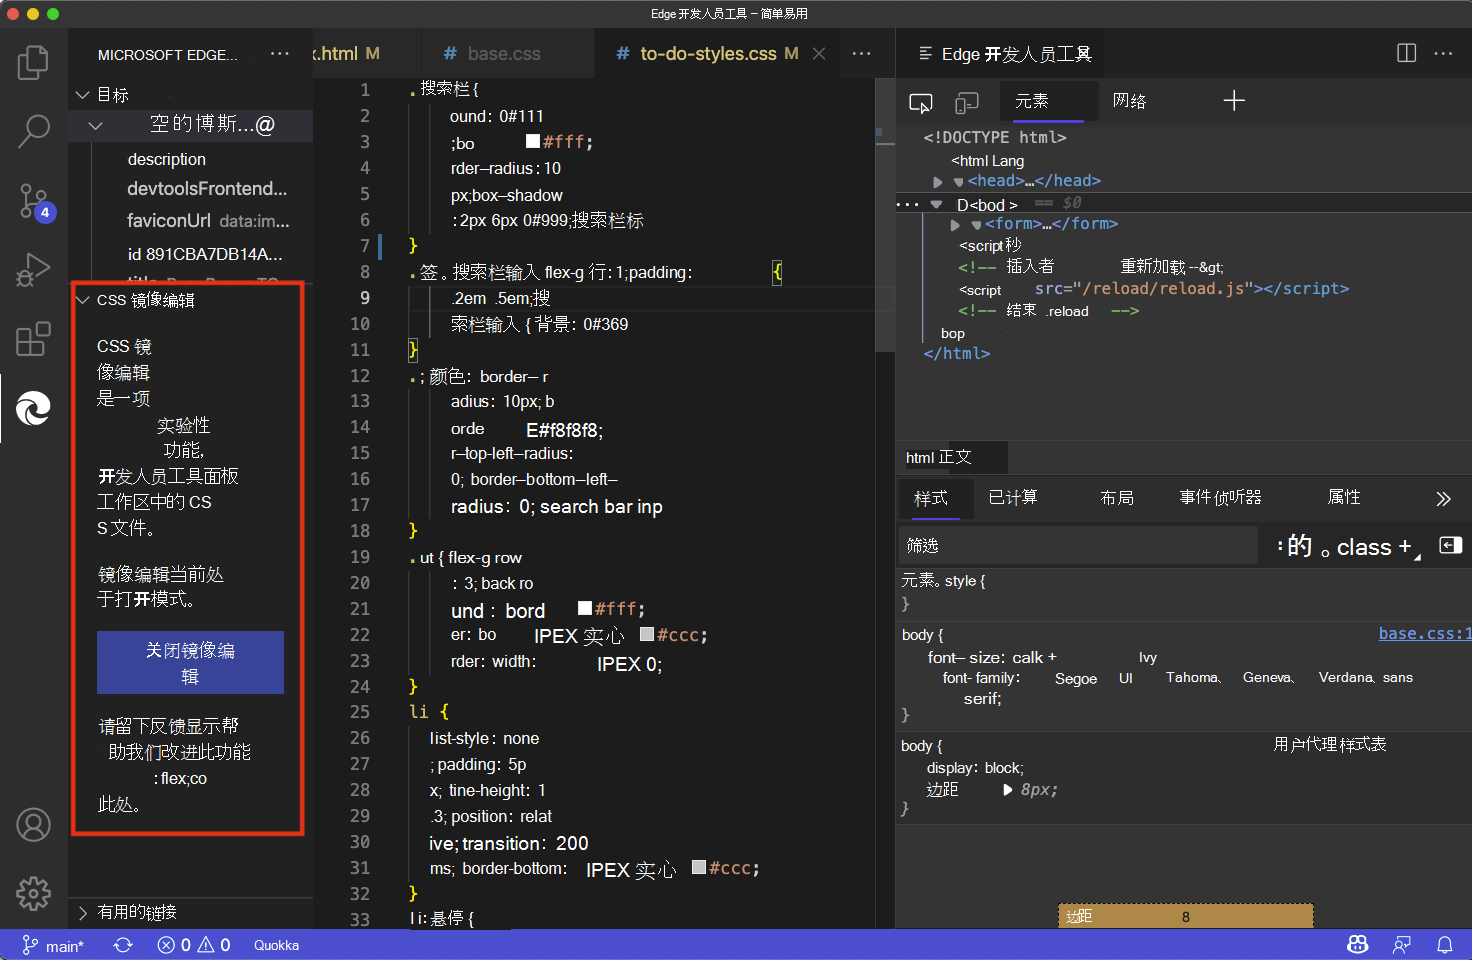 Edge 开发人员工具 – 简单易用
MICROSOFT EDGE... ···
目标
空的博斯...@
description
devtoolsFrontend...
faviconUrl data:im...
id 891CBA7DB14A...
CSS 镜像编辑
CSS 镜
像编辑
是一项
实验性
功能,
开发人员工具面板
工作区中的 CS
S 文件。
镜像编辑当前处
于打开模式。
关闭镜像编
辑
请留下反馈显示帮
助我们改进此功能
:flex;co
此处。
有用的链接
x.html M
# base.css
# to-do-styles.css M
1 . 搜索栏 {
2 ound: 0#111
3 ;bo #fff;
4 rder–radius : 10
5 px;box–shadow
6 :2px 6px 0#999;搜索栏标
7 }
8 . 签 。搜索栏输入 flex-g 行: 1;padding: {
9 .2em .5em;搜
10 索栏输入 { 背景: 0#369
11 }
12 . ; 颜色: border– r
13 adius: 10px; b
14 orde E#f8f8f8;
15 r–top-left–radius:
16 0; border–bottom–left–
17 radius: 0; search bar inp
18 }
19 . ut { flex-g row
20 : 3; back ro
21 und : bord #fff;
22 er: bo IPEX 实心 #ccc;
23 rder: width: IPEX 0;
24 }
25 li {
26 list-style : none
27 ; padding: 5p
28 x; tine-height: 1
29 .3; position: relat
30 ive; transition: 200
31 ms; border-bottom: IPEX 实心 #ccc;
32 }
33 li: 悬停 {
Edge 开发人员工具
元素 网络
<!DOCTYPE html>
<html Lang
<head>…</head>
··· D<bod > == $0
<form>…</form>
<script 秒
<!-- 插入者 重新加载 --&gt;
<script src="/reload/reload.js"></script>
<!-- 结束 .reload -->
bop
</html>
html 正文
样式 已计算 布局 事件侦听器 属性
筛选 :的 。class +
元素。style {
}
body { base.css:1
font– size: calk + Ivy
font- family: Segoe UI Tahoma、 Geneva、 Verdana、sans
serif;
}
body { 用户代理样式表
display: block;
边距 8px;
}
边距 8
4
main* 0 0 Quokka